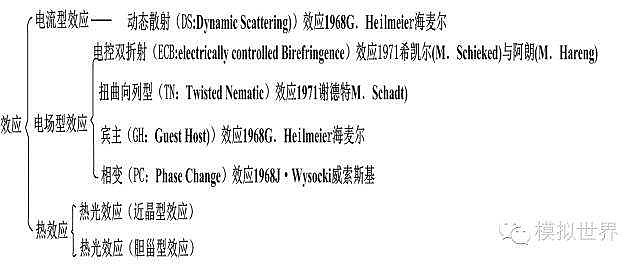 电流型效应—— 动态散射（DS:Dynamic Scattering)）效应1968G．Heilmeier海麦尔
电控双折射（ECB:electrically controlled Birefringence）效应1971希凯尔(M．Schieked)与阿朗(M．Hareng)
扭曲向列型（TN：Twisted Nematic）效应1971谢德特M．Schadt)
效应 电场型效应
宾主（GH：Guest Host)）效应1968G．Heilmeier海麦尔
相变（PC：Phase Change）效应1968J·Wysocki威索斯基
热光效应（近晶型效应）
热效应
热光效应（胆甾型效应）
模拟世界